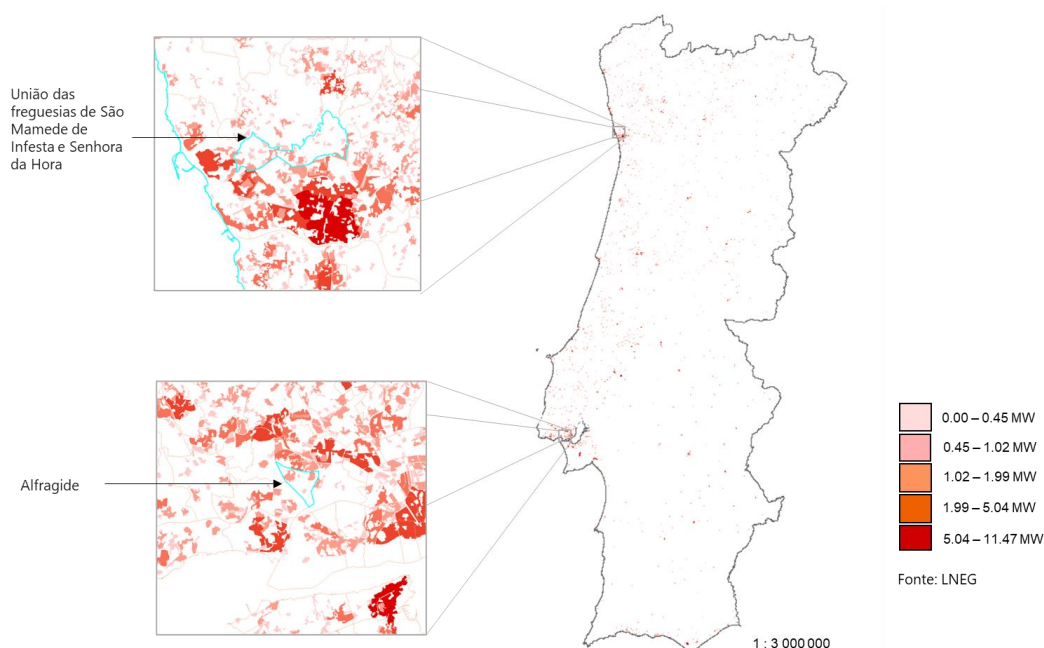 União das
freguesias de São
Mamede de
Infesta e Senhora
da Hora
Alfragide
0.00 – 0.45 MW
0.45 – 1.02 MW
1.02 – 1.99 MW
1.99 – 5.04 MW
5.04 – 11.47 MW
Fonte: LNEG
1 : 3 000 000